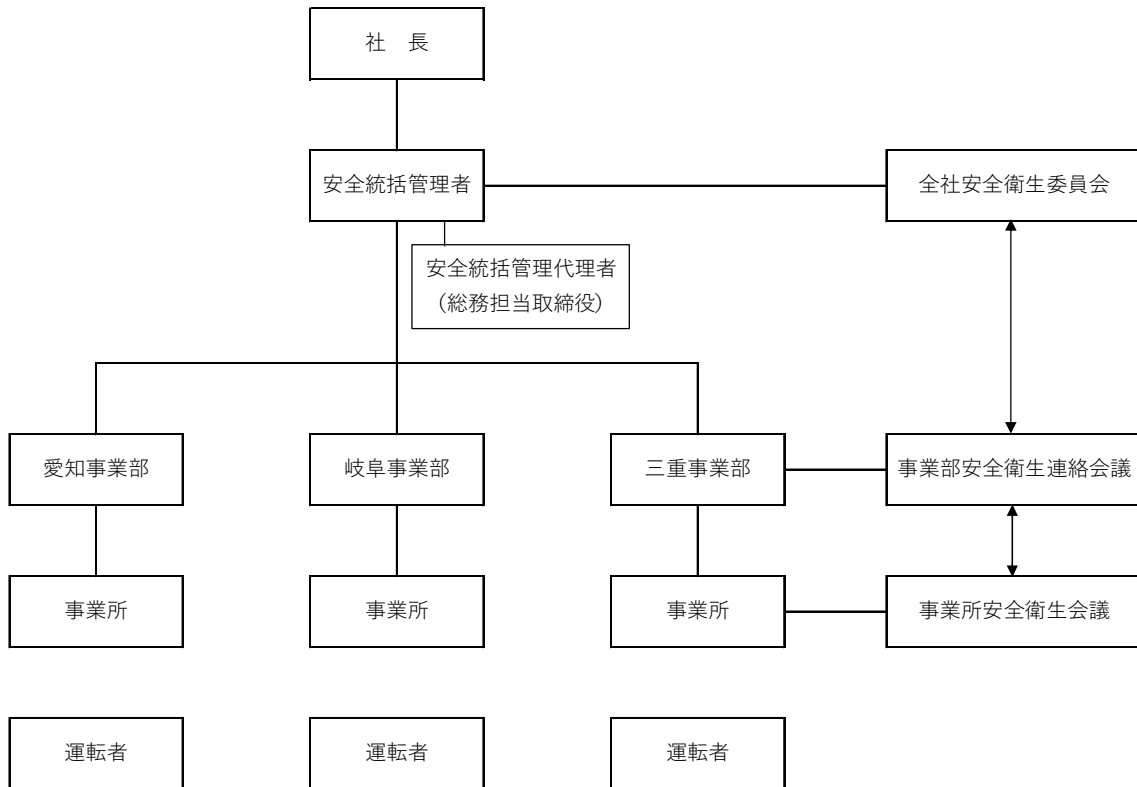 社　長
安全統括管理者
全社安全衛生委員会
安全統括管理代理者
（総務担当取締役）
愛知事業部
岐阜事業部
三重事業部
事業部安全衛生連絡会議
事業所
事業所
事業所
事業所安全衛生会議
運転者
運転者
運転者